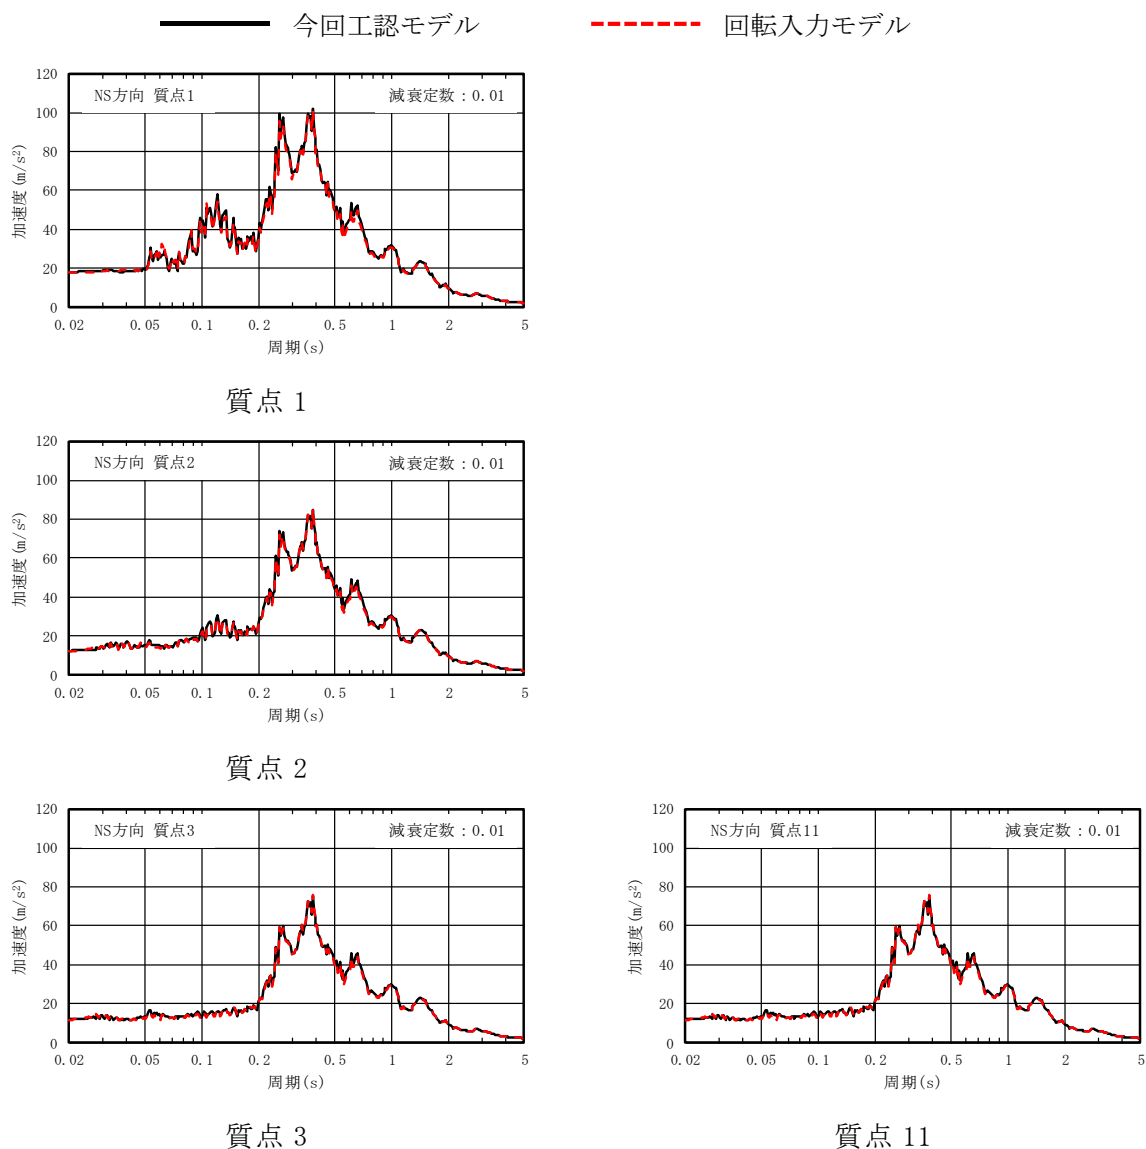 今回工認モデル 回転入力モデル
120
100
80
60
40
20
0
加速度(m/s²)
NS方向 質点1 減衰定数：0.01
0.02 0.05 0.1 0.2 0.5 1 2 5
周期(s)
質点 1
120
100
80
60
40
20
0
加速度(m/s²)
NS方向 質点2 減衰定数：0.01
0.02 0.05 0.1 0.2 0.5 1 2 5
周期(s)
質点 2
120
100
80
60
40
20
0
加速度(m/s²)
NS方向 質点3 減衰定数：0.01
0.02 0.05 0.1 0.2 0.5 1 2 5
周期(s)
質点 3
120
100
80
60
40
20
0
加速度(m/s²)
NS方向 質点11 減衰定数：0.01
0.02 0.05 0.1 0.2 0.5 1 2 5
周期(s)
質点 11